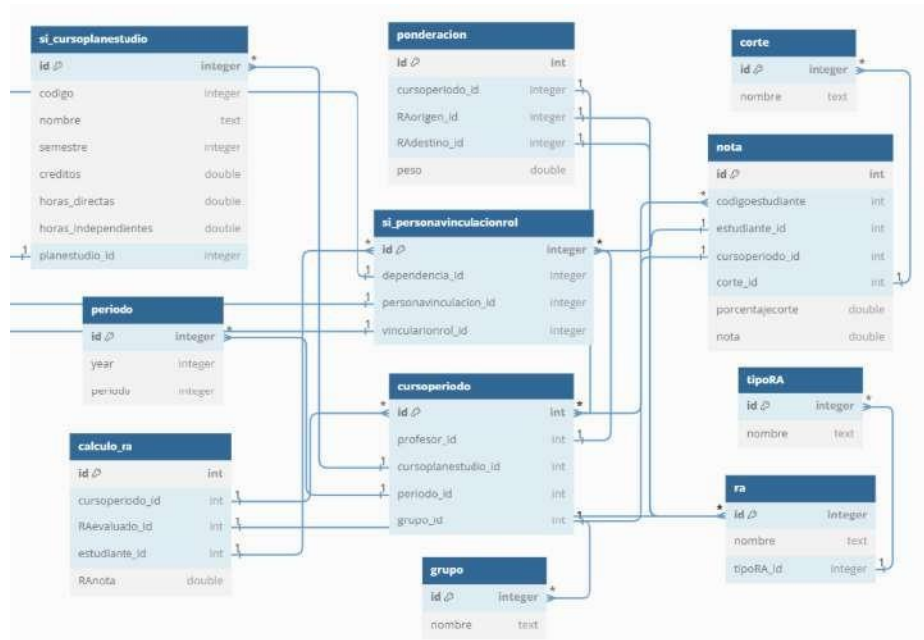 si_cursoplanestudio
id integer
codigo integer
nombre text
semestre integer
creditos double
horas_directas double
horas_independientes double
planestudio_id integer
ponderacion
id int
cursoperiodo_id integer
RAorigen_id integer
RAdestino_id integer
peso double
corte
id integer
nombre text
nota
id int
codigoestudiante int
estudiante_id int
cursoperiodo_id int
corte_id int
porcentajecorte double
nota double
si_personavinculacionrol
id integer
dependencia_id integer
personavinculacion_id integer
vincularionrol_id integer
periodo
id integer
year integer
periodo integer
cursoperiodo
id int
profesor_id int
cursoplanestudio_id int
periodo_id int
grupo_id int
tipoRA
id integer
nombre text
calculo_ra
id int
cursoperiodo_id int
RAevaluado_id int
estudiante_id int
RAnota double
ra
id integer
nombre text
tipoRA_id integer
grupo
id integer
nombre text